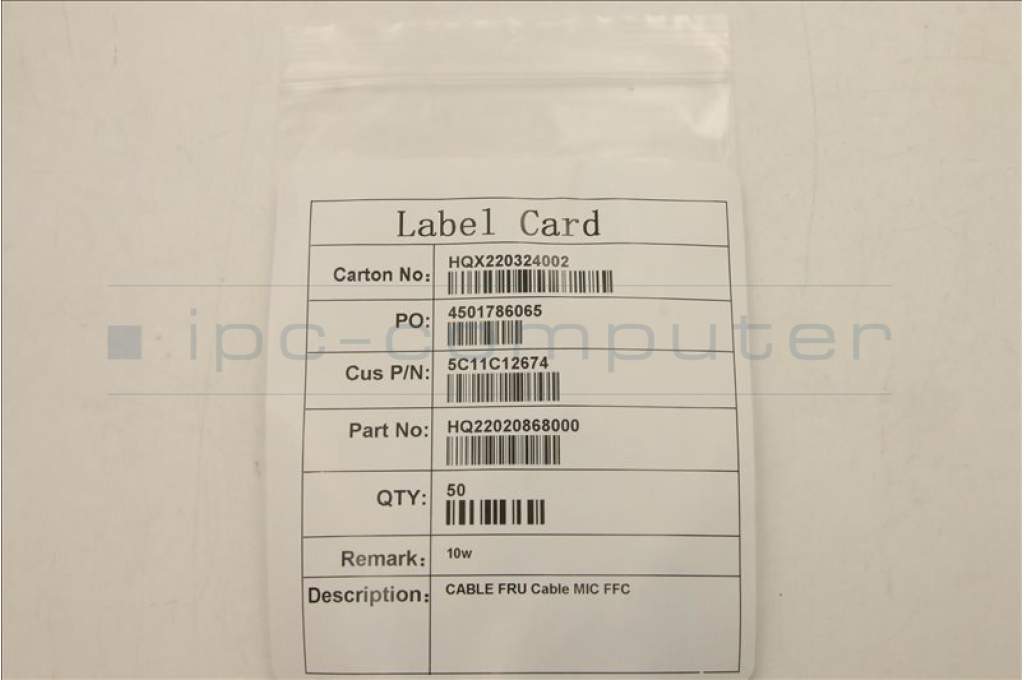 Label Card
Carton No: HQX220324002
PO: 4501786065
ipc-computer
Cus P/N: 5C11C12674
Part No: HQ22020868000
QTY: 50
Remark: 10w
Description: CABLE FRU Cable MIC FFC